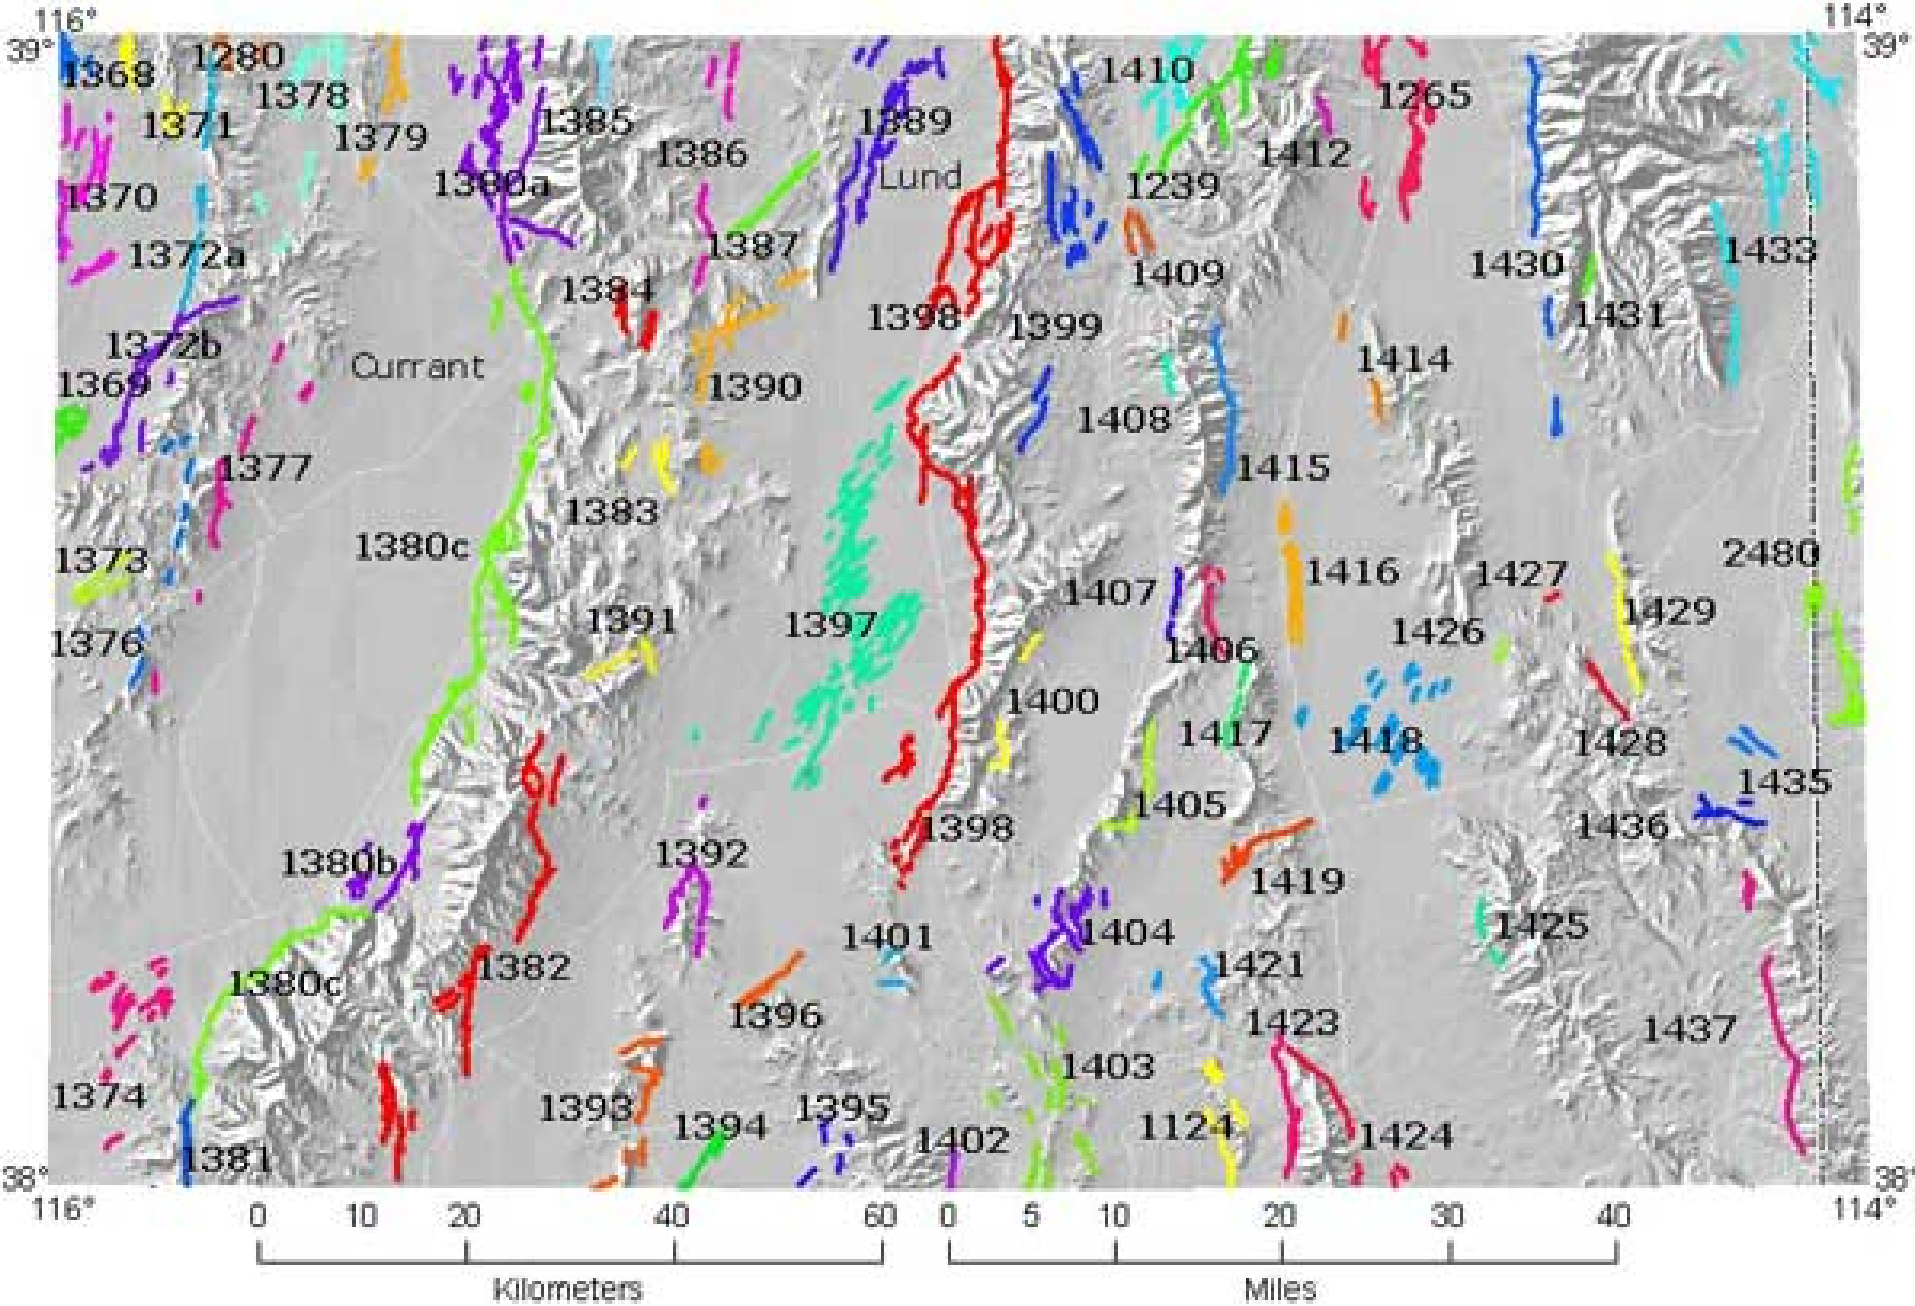 116° 114°
39° 39°
1368 1280 1410
1378 1265
1371 1379 1385 1389
1386 1412
1370 1380a Lund 1239
1372a 1387 1430 1433
1384 1409
1398 1399 1431
1372b
1369 Currant 1390 1414
1408
1377 1415
1383
1380c
1373 1416 1427 2480
1407
1391 1397 1429
1376 1406 1426
1400
1417 1418 1428
1435
1405
1398 1436
1380b 1392
1419
1401 1404 1425
1380c 1382 1421
1396 1423 1437
1403
1374 1393 1395
1394 1402 1124 1424
1381
38° 38°
116° 114°
0 10 20 40 60 0 5 10 20 30 40
Kilometers Miles